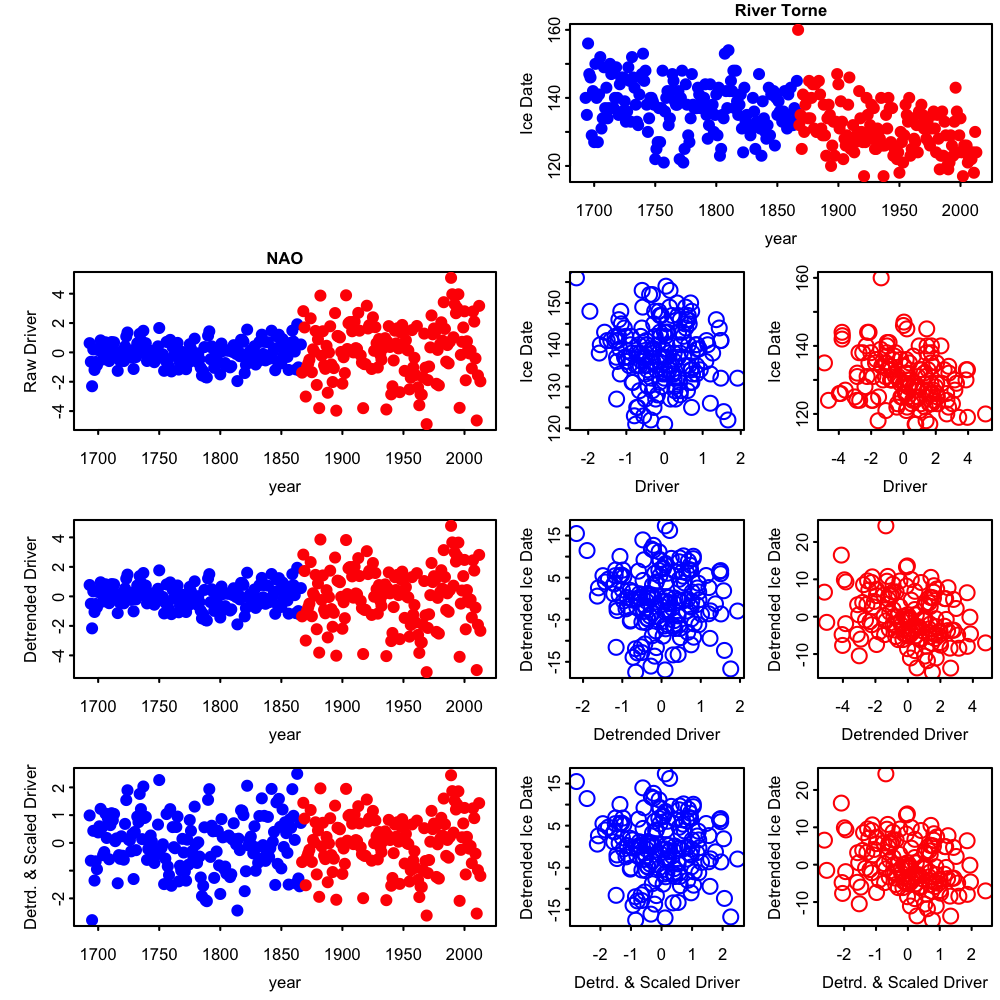 River Torne
Ice Date
120 140 160
1700 1750 1800 1850 1900 1950 2000
year
NAO
Raw Driver
-4 -2 0 2 4
1700 1750 1800 1850 1900 1950 2000
year
Ice Date
120 130 140 150
-2 -1 0 1 2
Driver
Ice Date
120 140 160
-4 -2 0 2 4
Driver
Detrended Driver
-4 -2 0 2 4
1700 1750 1800 1850 1900 1950 2000
year
Detrended Ice Date
-15 -5 5 15
-2 -1 0 1 2
Detrended Driver
Detrended Ice Date
-10 0 10 20
-4 -2 0 2 4
Detrended Driver
Detrd. & Scaled Driver
-2 0 1 2
1700 1750 1800 1850 1900 1950 2000
year
Detrended Ice Date
-15 -5 5 15
-2 -1 0 1 2
Detrd. & Scaled Driver
Detrended Ice Date
-10 0 10 20
-2 -1 0 1 2
Detrd. & Scaled Driver